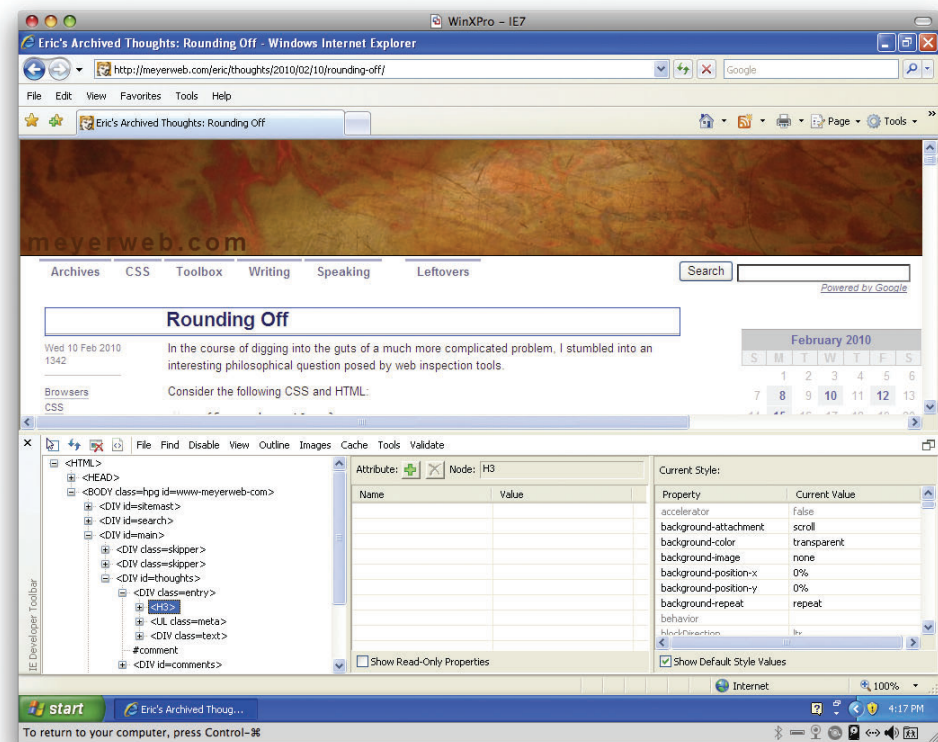 WinXPro – IE7
Eric's Archived Thoughts: Rounding Off - Windows Internet Explorer
http://meyerweb.com/eric/thoughts/2010/02/10/rounding-off/
Google
File Edit View Favorites Tools Help
Eric's Archived Thoughts: Rounding Off
Page Tools »
meyerweb.com
Archives CSS Toolbox Writing Speaking Leftovers
Search
Powered by Google
Rounding Off
Wed 10 Feb 2010
1342
In the course of digging into the guts of a much more complicated problem, I stumbled into an
interesting philosophical question posed by web inspection tools.
Browsers
CSS
Consider the following CSS and HTML:
February 2010
S M T W T F S
1 2 3 4 5 6
7 8 9 10 11 12 13
File Find Disable View Outline Images Cache Tools Validate
IE Developer Toolbar
<HTML>
<HEAD>
<BODY class=hpg id=www-meyerweb-com>
<DIV id=sitemast>
<DIV id=search>
<DIV id=main>
<DIV class=skipper>
<DIV class=skipper>
<DIV id=thoughts>
<DIV class=entry>
<H3>
<UL class=meta>
<DIV class=text>
#comment
<DIV id=comments>
Attribute: Node: H3
Name Value
Show Read-Only Properties
Current Style:
Property Current Value
accelerator false
background-attachment scroll
background-color transparent
background-image none
background-position-x 0%
background-position-y 0%
background-repeat repeat
behavior
blockDirection ltr
Show Default Style Values
Internet 100%
start
Eric's Archived Thoug...
4:17 PM
To return to your computer, press Control-⌘